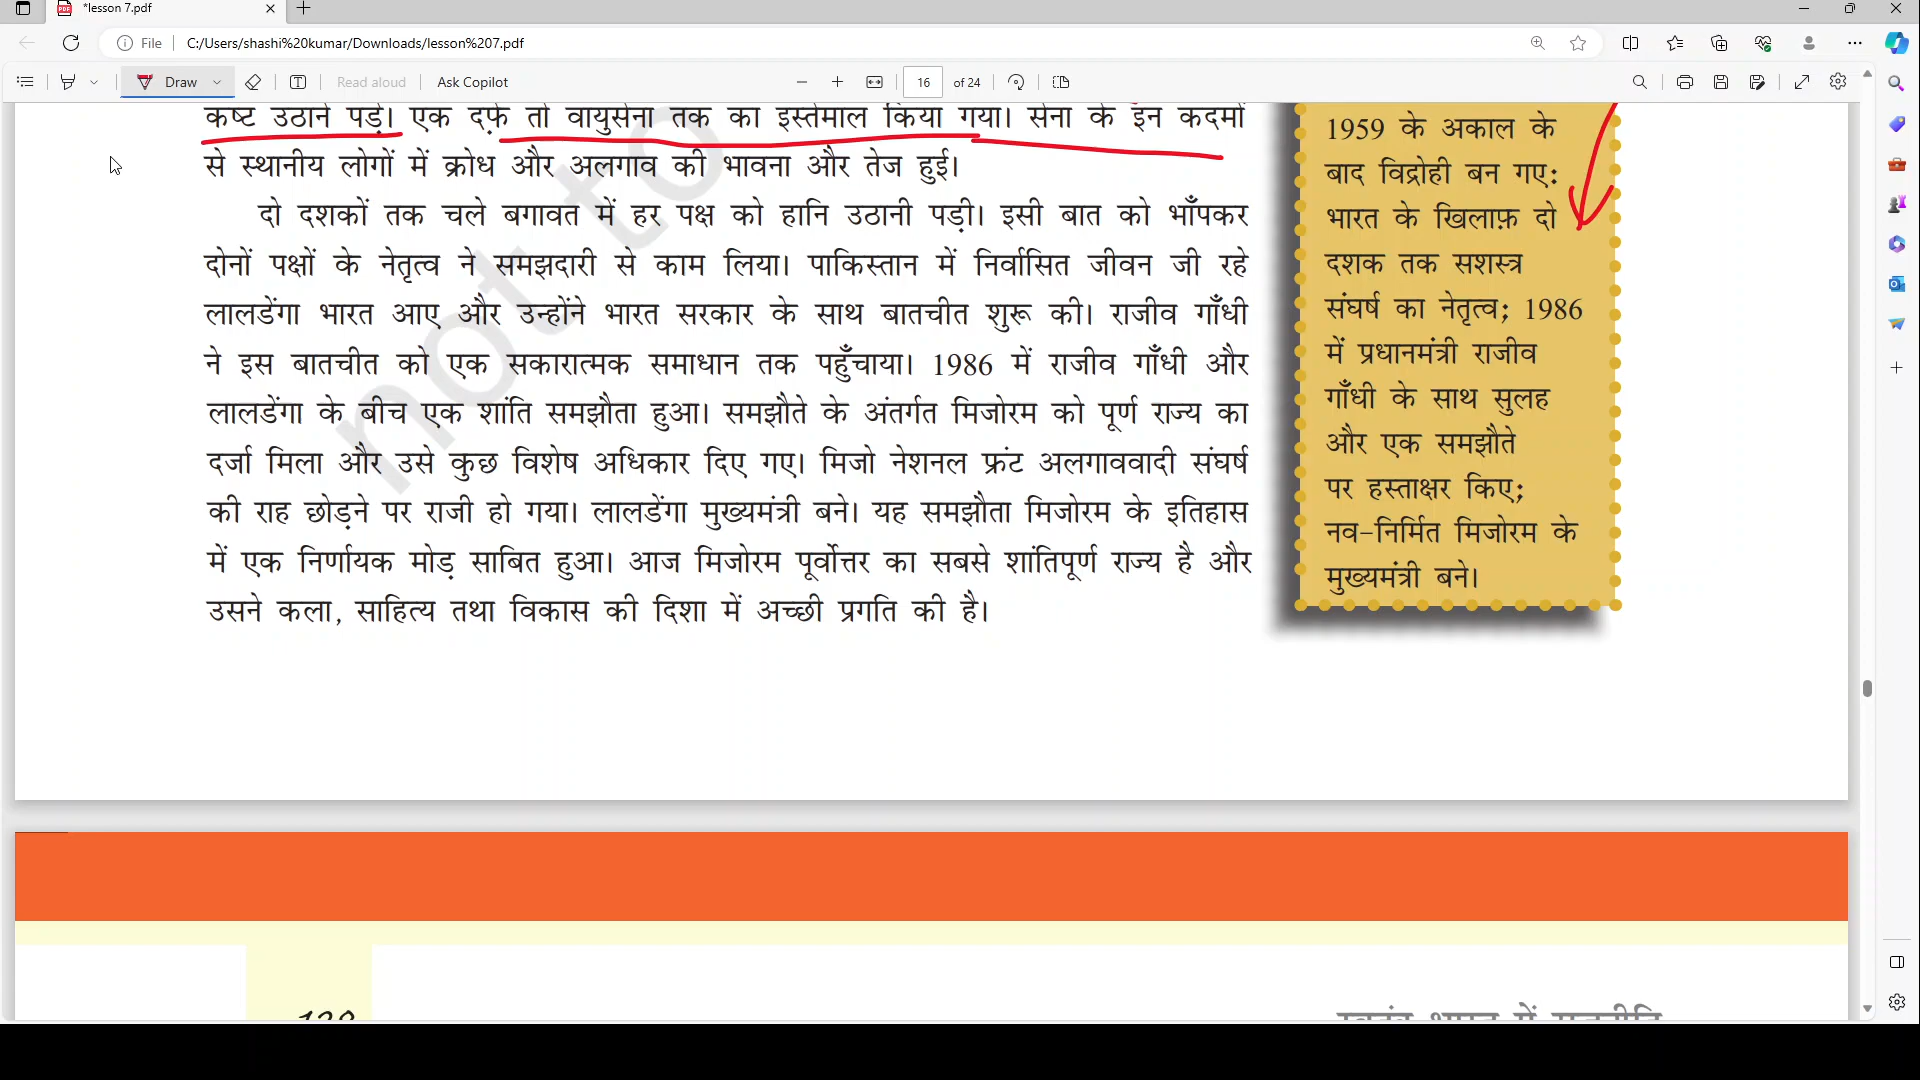 *lesson 7.pdf
File
C:/Users/shashi%20kumar/Downloads/lesson%207.pdf
Draw
Read aloud
Ask Copilot
16
of 24
कष्ट उठाने पड़े। एक दफ़े तो वायुसेना तक का इस्तेमाल किया गया। सेना के इन कदमों
से स्थानीय लोगों में क्रोध और अलगाव की भावना और तेज हुई।
दो दशकों तक चले बगावत में हर पक्ष को हानि उठानी पड़ी। इसी बात को भाँपकर
दोनों पक्षों के नेतृत्व ने समझदारी से काम लिया। पाकिस्तान में निर्वासित जीवन जी रहे
लालडेंगा भारत आए और उन्होंने भारत सरकार के साथ बातचीत शुरू की। राजीव गाँधी
ने इस बातचीत को एक सकारात्मक समाधान तक पहुँचाया। 1986 में राजीव गाँधी और
लालडेंगा के बीच एक शांति समझौता हुआ। समझौते के अंतर्गत मिजोरम को पूर्ण राज्य का
दर्जा मिला और उसे कुछ विशेष अधिकार दिए गए। मिजो नेशनल फ्रंट अलगाववादी संघर्ष
की राह छोड़ने पर राजी हो गया। लालडेंगा मुख्यमंत्री बने। यह समझौता मिजोरम के इतिहास
में एक निर्णायक मोड़ साबित हुआ। आज मिजोरम पूर्वोत्तर का सबसे शांतिपूर्ण राज्य है और
उसने कला, साहित्य तथा विकास की दिशा में अच्छी प्रगति की है।
1959 के अकाल के
बाद विद्रोही बन गए:
भारत के खिलाफ़ दो
दशक तक सशस्त्र
संघर्ष का नेतृत्व; 1986
में प्रधानमंत्री राजीव
गाँधी के साथ सुलह
और एक समझौते
पर हस्ताक्षर किए;
नव-निर्मित मिजोरम के
मुख्यमंत्री बने।
not to